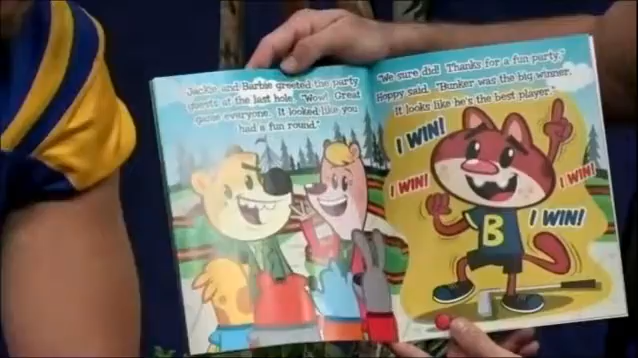 Jackie and Barbie greeted the party
guests at the last hole. "Wow! Great
game everyone. It looked like you
had a fun round."
"We sure did! Thanks for a fun party,"
Hoppy said. "Bunker was the big winner.
It looks like he's the best player."
I WIN!
I WIN!
I WIN!
I WIN!
B